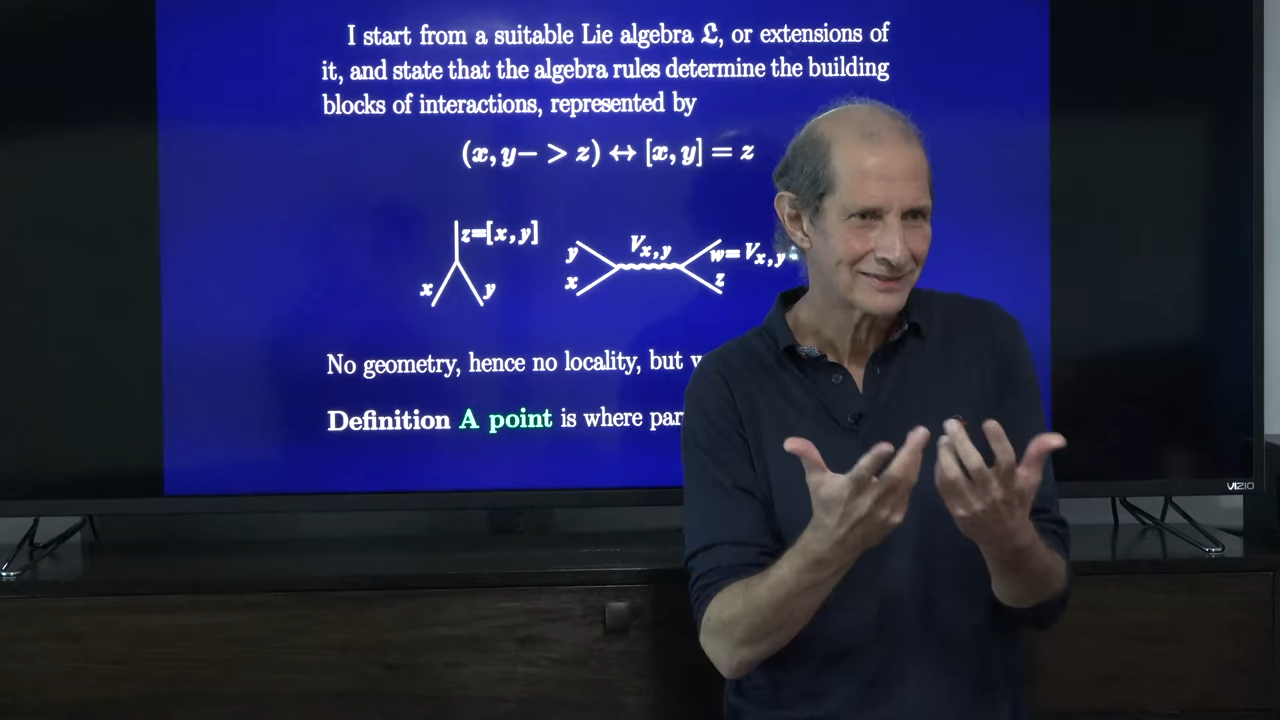 I start from a suitable Lie algebra 𝕷, or extensions of
it, and state that the algebra rules determine the building
blocks of interactions, represented by
(x, y− > z) ↔ [x, y] = z
z=[x,y]
x
y
y
x
V_{x,y}
w=V_{x,y}
z
No geometry, hence no locality, but
Definition A point is where
VIZIO